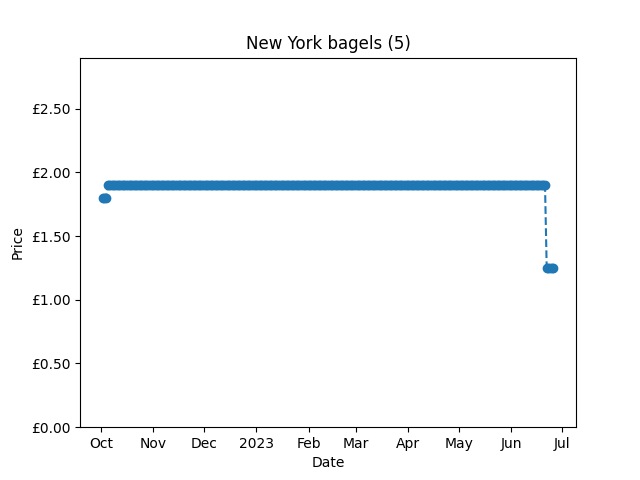 New York bagels (5)
£2.50
£2.00
£1.50
£1.00
£0.50
£0.00
Price
Oct Nov Dec 2023 Feb Mar Apr May Jun Jul
Date